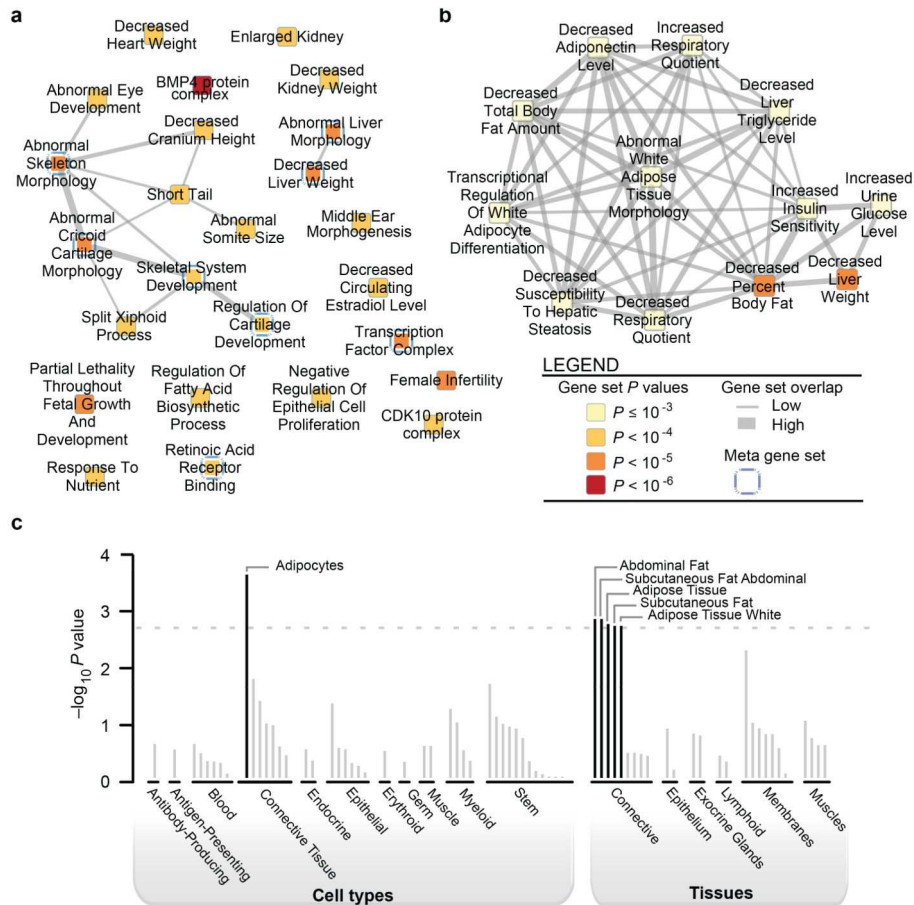 a
Decreased
Heart Weight
Enlarged Kidney
BMP4 protein
complex
Decreased
Kidney Weight
Abnormal Eye
Development
Decreased
Cranium Height
Abnormal Liver
Morphology
Abnormal
Skeleton
Morphology
Decreased
Liver Weight
Short Tail
Abnormal
Cricoid
Cartilage
Morphology
Abnormal
Somite Size
Middle Ear
Morphogenesis
Skeletal System
Development
Decreased
Circulating
Estradiol Level
Split Xiphoid
Process
Regulation Of
Cartilage
Development
Transcription
Factor Complex
Partial Lethality
Throughout
Fetal Growth
And
Development
Regulation Of
Fatty Acid
Biosynthetic
Process
Negative
Regulation Of
Epithelial Cell
Proliferation
Female Infertility
CDK10 protein
complex
Response To
Nutrient
Retinoic Acid
Receptor
Binding
b
Decreased
Adiponectin
Level
Increased
Respiratory
Quotient
Decreased
Total Body
Fat Amount
Decreased
Liver
Triglyceride
Level
Abnormal
White
Adipose
Tissue
Morphology
Transcriptional
Regulation
Of White
Adipocyte
Differentiation
Increased
Insulin
Sensitivity
Increased
Urine
Glucose
Level
Decreased
Susceptibility
To Hepatic
Steatosis
Decreased
Respiratory
Quotient
Decreased
Percent
Body Fat
Decreased
Liver
Weight
LEGEND
Gene set P values
P ≤ 10⁻³
P < 10⁻⁴
P < 10⁻⁵
P < 10⁻⁶
Gene set overlap
Low
High
Meta gene set
c
−log₁₀ P value
4
3
2
1
0
Adipocytes
Abdominal Fat
Subcutaneous Fat Abdominal
Adipose Tissue
Subcutaneous Fat
Adipose Tissue White
Antibody-Producing
Antigen-Presenting
Blood
Connective Tissue
Endocrine
Epithelial
Erythroid
Germ
Muscle
Myeloid
Stem
Connective
Epithelium
Exocrine Glands
Lymphoid
Membranes
Muscles
Cell types
Tissues